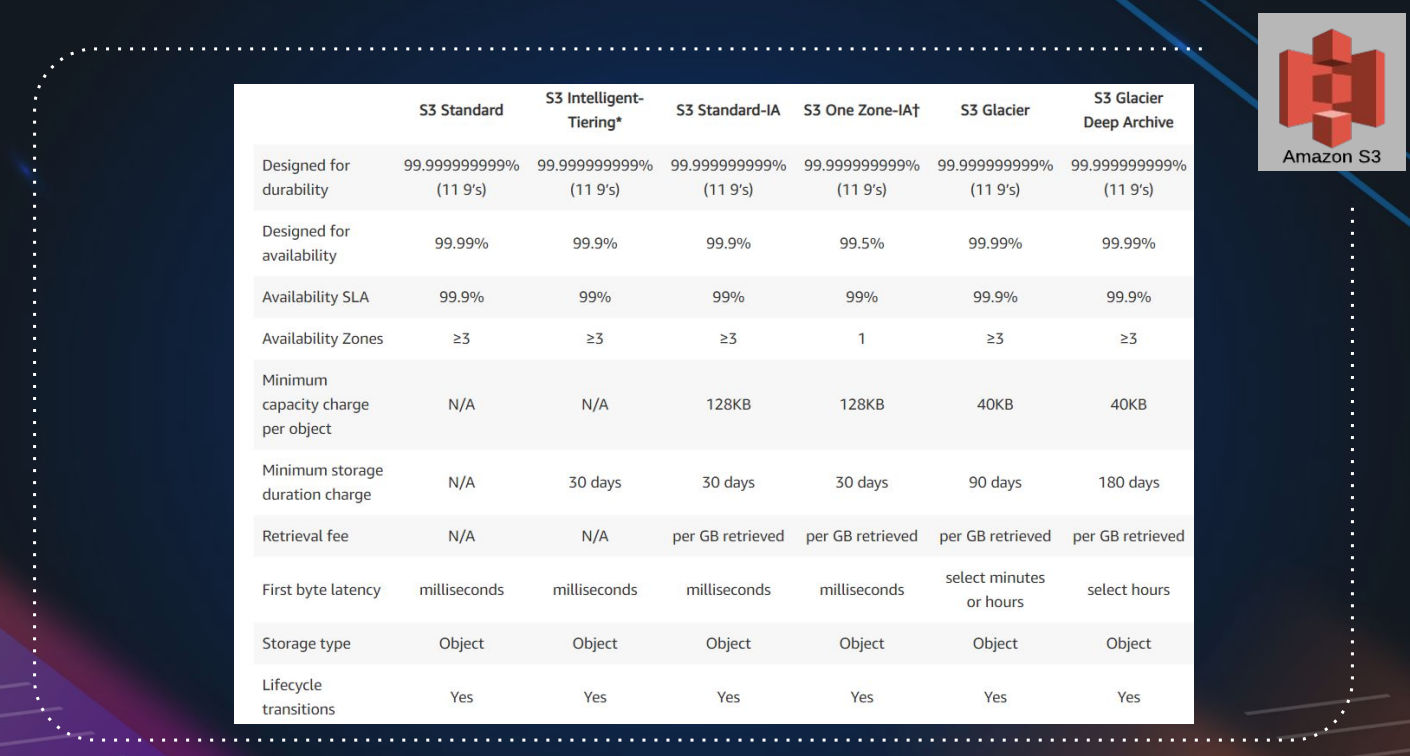 Amazon S3
S3 Standard
S3 Intelligent-
Tiering*
S3 Standard-IA
S3 One Zone-IA†
S3 Glacier
S3 Glacier
Deep Archive
Designed for
durability
99.999999999%
(11 9's)
99.999999999%
(11 9's)
99.999999999%
(11 9's)
99.999999999%
(11 9's)
99.999999999%
(11 9's)
99.999999999%
(11 9's)
Designed for
availability
99.99%
99.9%
99.9%
99.5%
99.99%
99.99%
Availability SLA
99.9%
99%
99%
99%
99.9%
99.9%
Availability Zones
≥3
≥3
≥3
1
≥3
≥3
Minimum
capacity charge
per object
N/A
N/A
128KB
128KB
40KB
40KB
Minimum storage
duration charge
N/A
30 days
30 days
30 days
90 days
180 days
Retrieval fee
N/A
N/A
per GB retrieved
per GB retrieved
per GB retrieved
per GB retrieved
First byte latency
milliseconds
milliseconds
milliseconds
milliseconds
select minutes
or hours
select hours
Storage type
Object
Object
Object
Object
Object
Object
Lifecycle
transitions
Yes
Yes
Yes
Yes
Yes
Yes